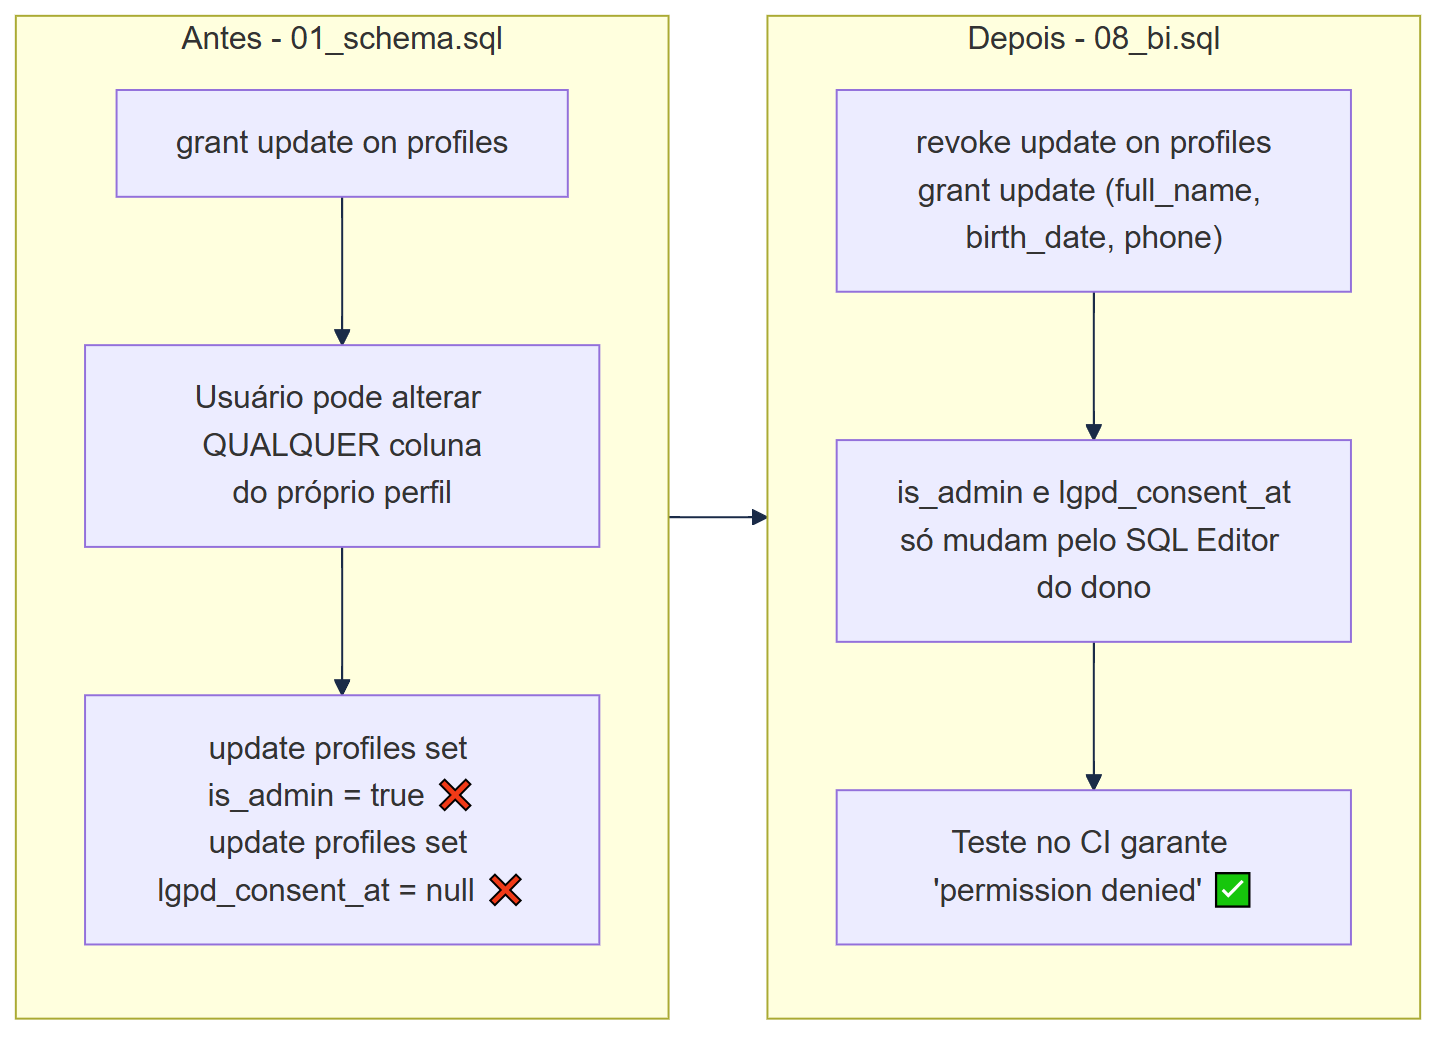 Antes - 01_schema.sql
grant update on profiles
Usuário pode alterar
QUALQUER coluna
do próprio perfil
update profiles set
is_admin = true ❌
update profiles set
lgpd_consent_at = null ❌
Depois - 08_bi.sql
revoke update on profiles
grant update (full_name,
birth_date, phone)
is_admin e lgpd_consent_at
só mudam pelo SQL Editor
do dono
Teste no CI garante
'permission denied' ✅